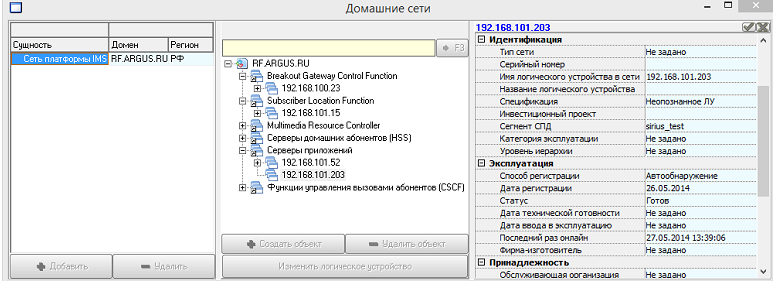 Домашние сети
Сущность Домен Регион
Сеть платформы IMS RF.ARGUS.RU РФ
Добавить Удалить
F3
RF.ARGUS.RU
Breakout Gateway Control Function
192.168.100.23
Subscriber Location Function
192.168.101.15
Multimedia Resource Controller
Серверы домашних абонентов (HSS)
Серверы приложений
192.168.101.52
192.168.101.203
Функции управления вызовами абонентов (CSCF)
Создать объект Удалить объект
Изменить логическое устройство
192.168.101.203
Идентификация
Тип сети Не задано
Серийный номер
Имя логического устройства в сети 192.168.101.203
Название логического устройства
Спецификация Неопознанное ЛУ
Инвестиционный проект
Сегмент СПД sirius_test
Категория эксплуатации Не задано
Уровень иерархии Не задано
Эксплуатация
Способ регистрации Автообнаружение
Дата регистрации 26.05.2014
Статус Готов
Дата технической готовности Не задано
Дата ввода в эксплуатацию Не задано
Последний раз онлайн 27.05.2014 13:39:06
Фирма-изготовитель Не задано
Принадлежность
Обслуживающая организация Не задано